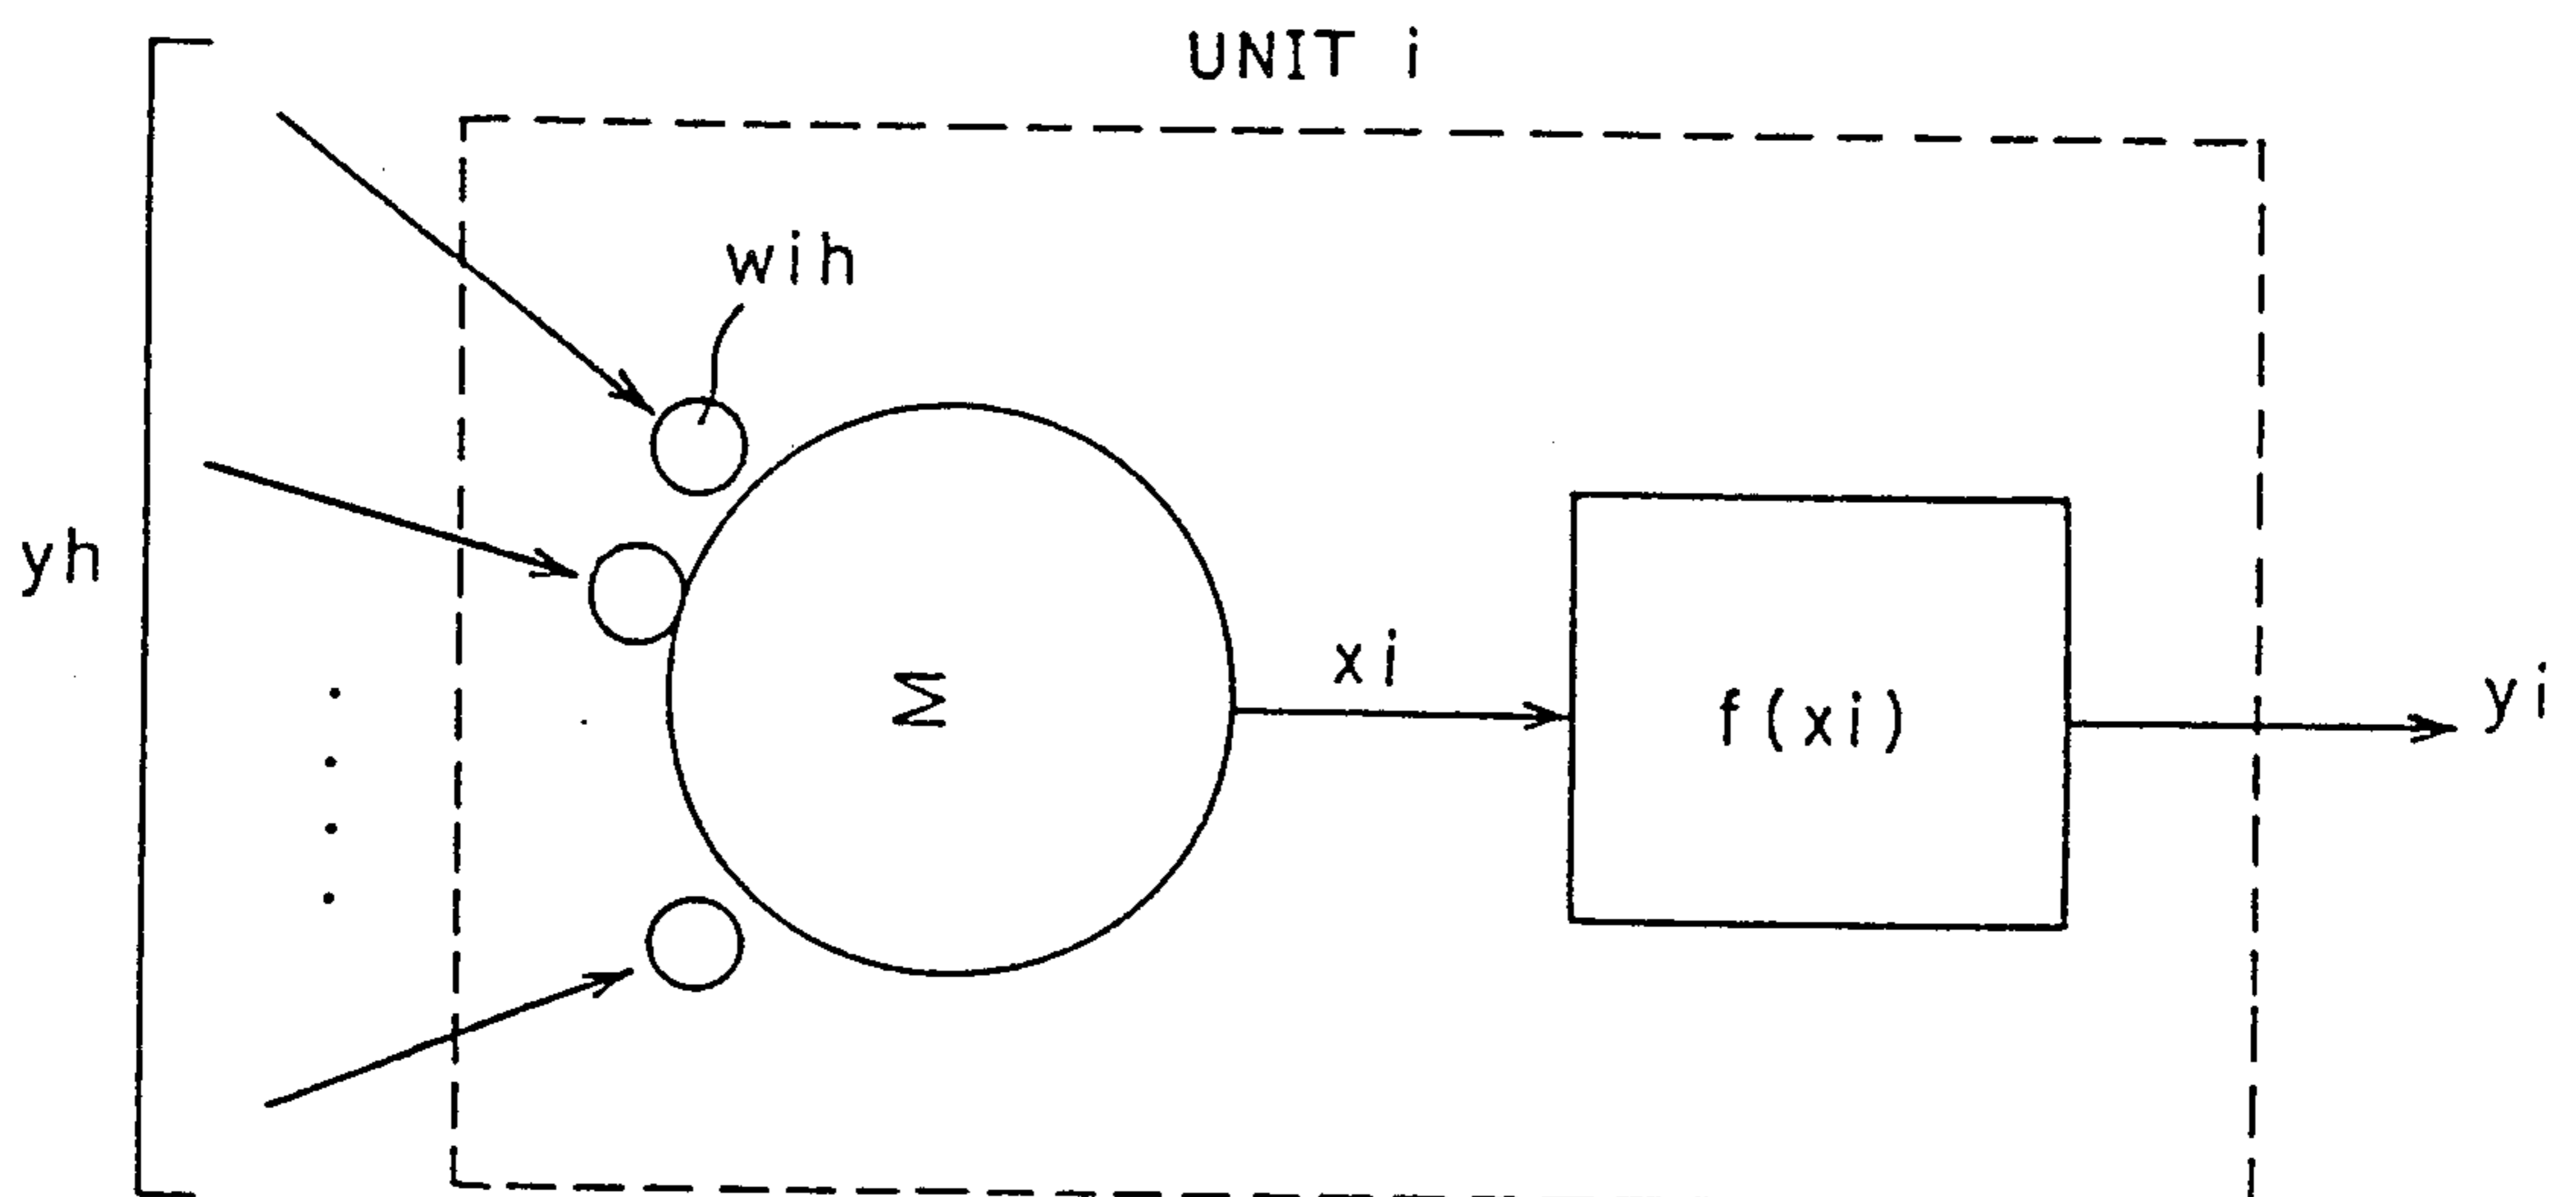 UNIT i
wih
yh
Σ
xi
f(xi)
yi